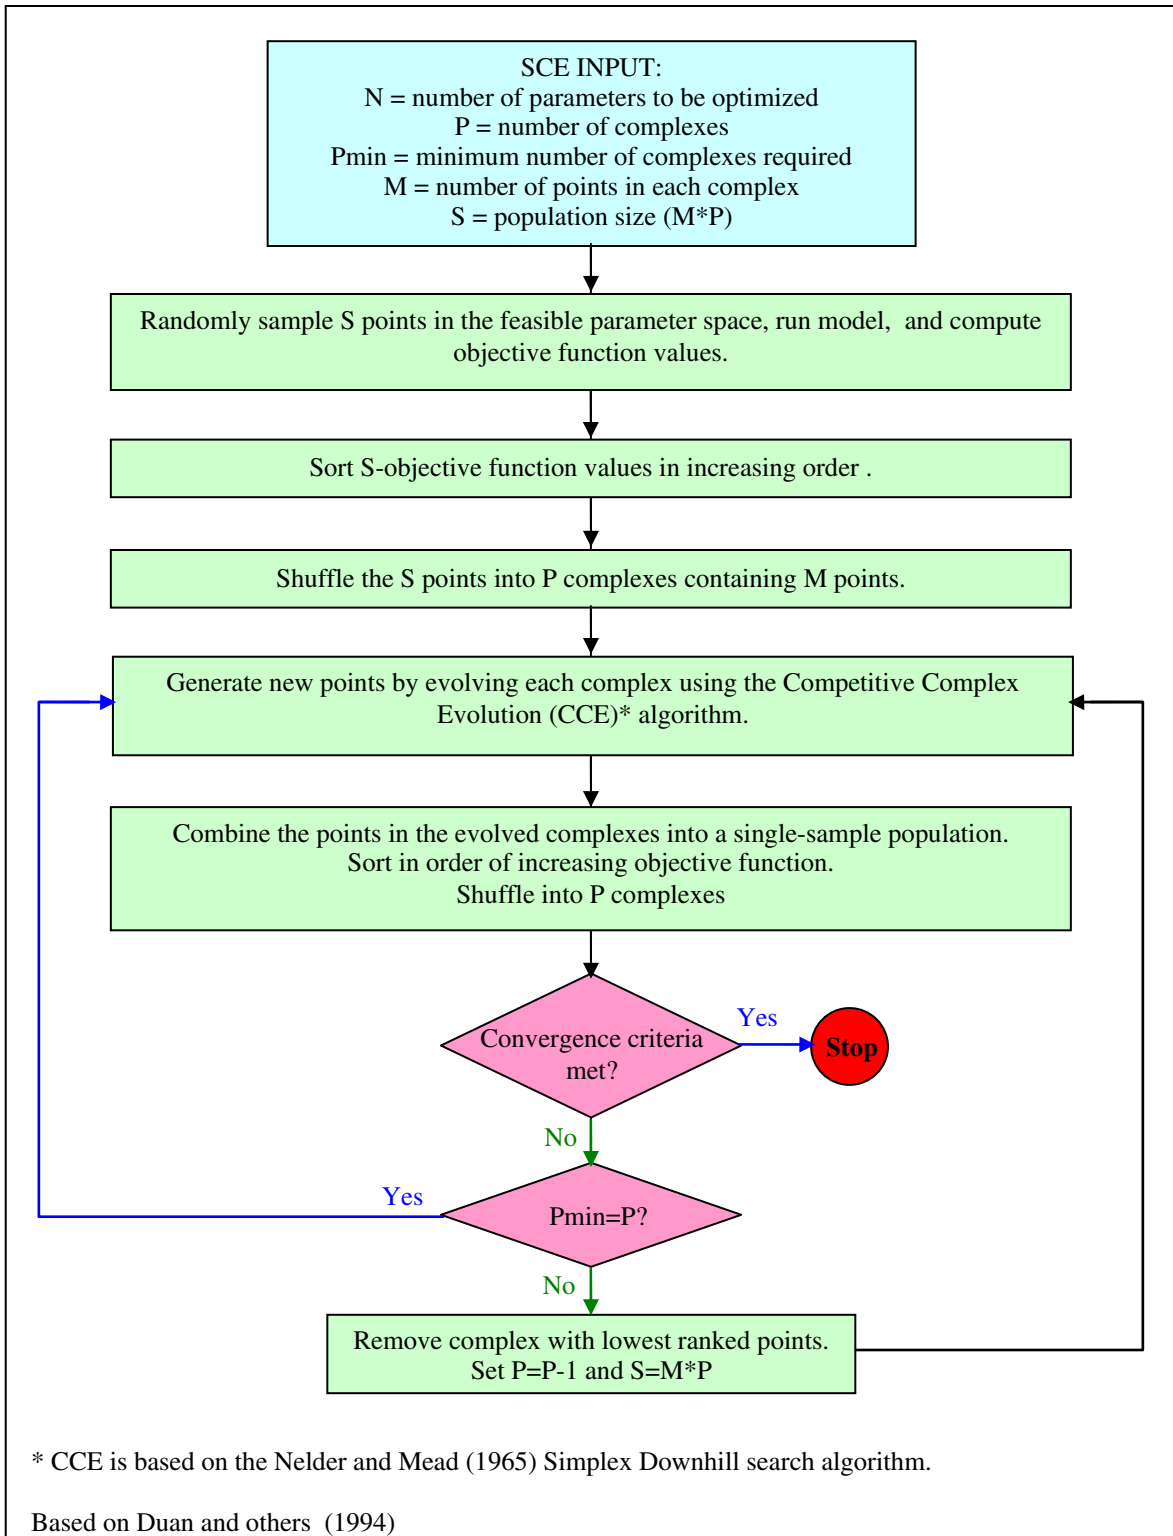 SCE INPUT:
N = number of parameters to be optimized
P = number of complexes
Pmin = minimum number of complexes required
M = number of points in each complex
S = population size (M*P)
Randomly sample S points in the feasible parameter space, run model,  and compute
objective function values.
Sort S-objective function values in increasing order .
Shuffle the S points into P complexes containing M points.
Generate new points by evolving each complex using the Competitive Complex
Evolution (CCE)* algorithm.
Combine the points in the evolved complexes into a single-sample population.
Sort in order of increasing objective function.
Shuffle into P complexes
Convergence criteria
met?
Yes
Stop
No
Pmin=P?
Yes
No
Remove complex with lowest ranked points.
Set P=P-1 and S=M*P
* CCE is based on the Nelder and Mead (1965) Simplex Downhill search algorithm.
Based on Duan and others  (1994)